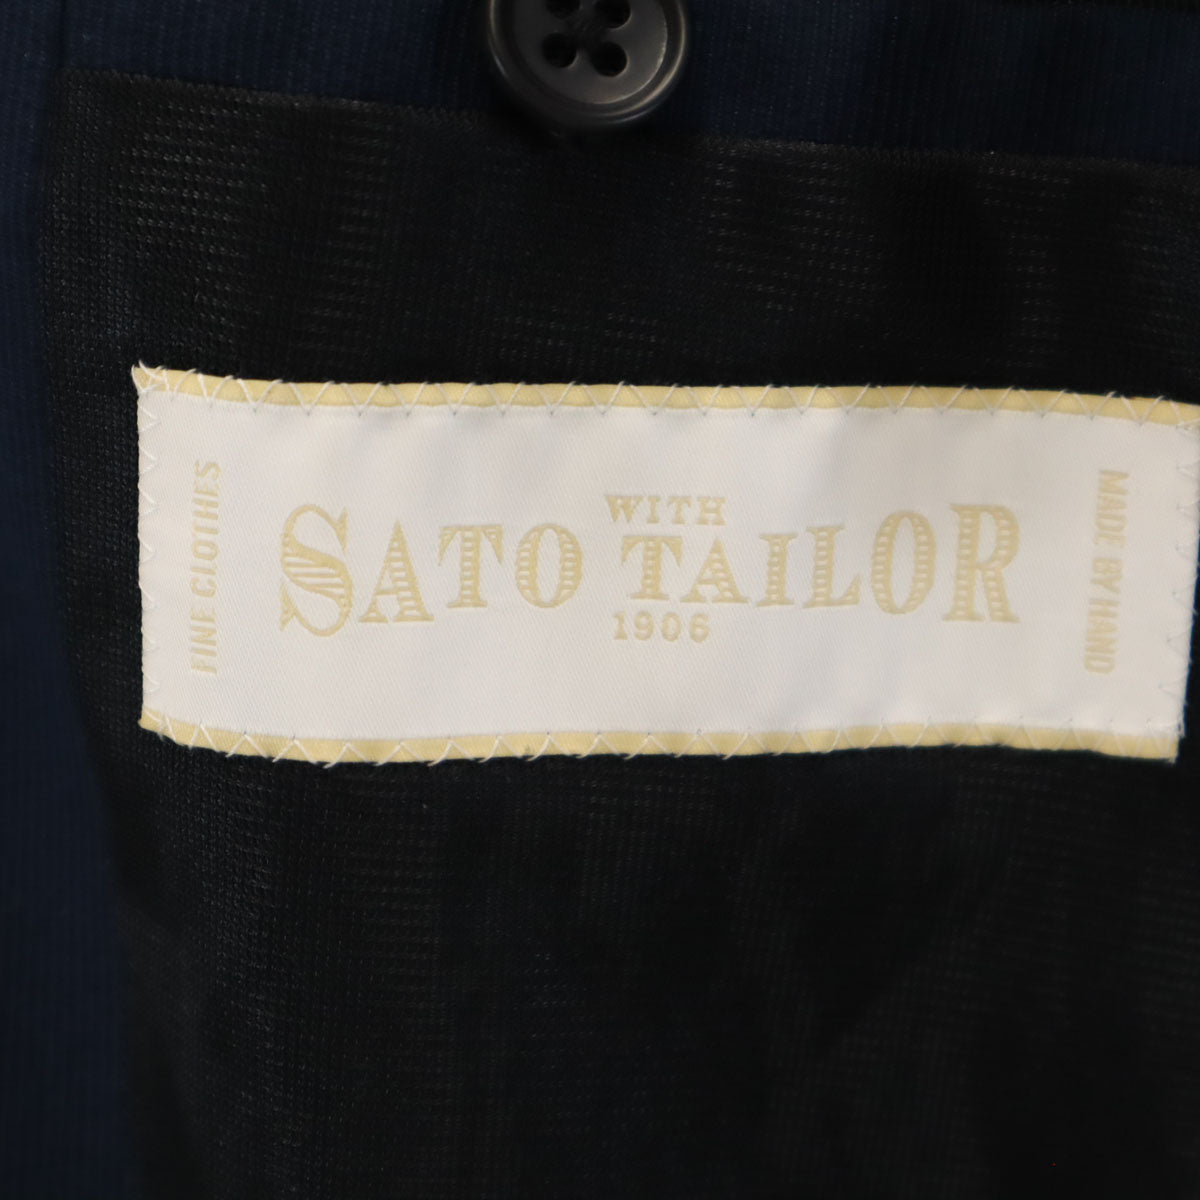 FINE CLOTHES
WITH
SATO TAILOR
1906
MADE BY HAND